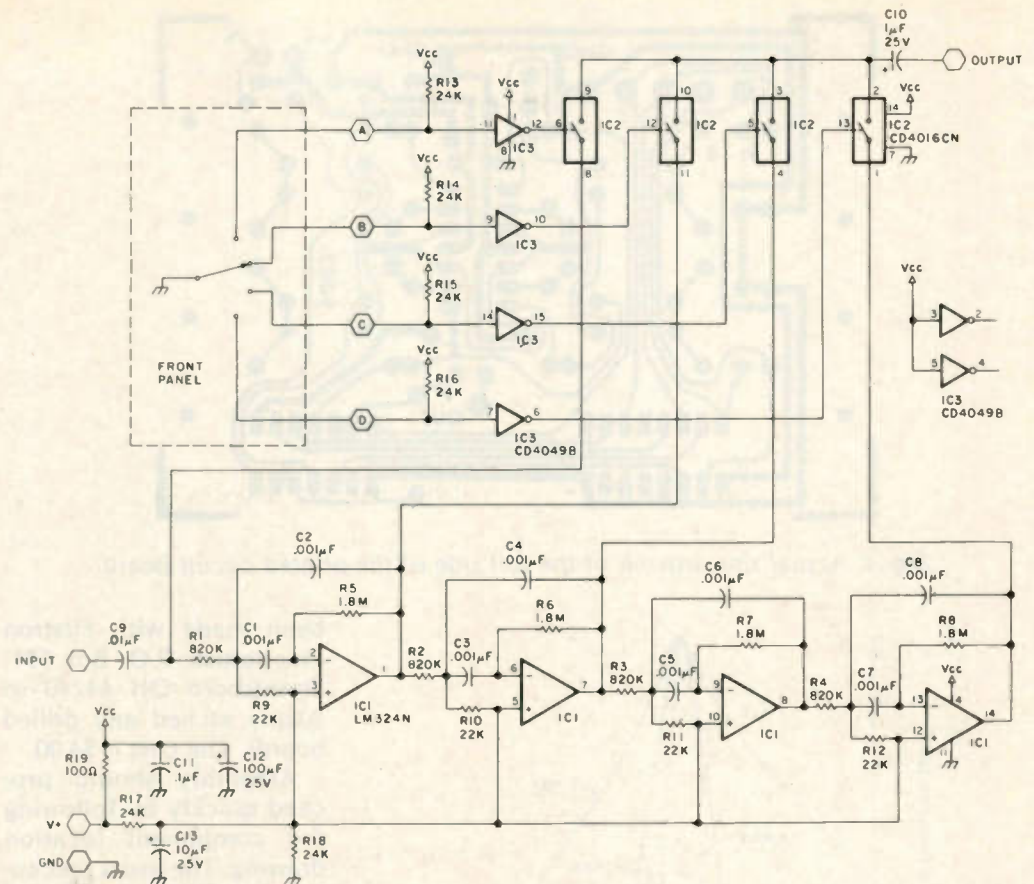 C10
1µF
25V
OUTPUT
Vcc
R13
24K
Vcc
A
11
1
12
8
IC3
9
6
IC2
8
10
12
IC2
11
3
5
IC2
4
2
14
Vcc
13
IC2
CD4016CN
7
1
Vcc
R14
24K
B
9
10
IC3
Vcc
R15
24K
C
14
15
IC3
Vcc
R16
24K
D
7
6
IC3
CD4049B
FRONT
PANEL
Vcc
3
2
5
4
IC3
CD4049B
C2
.001µF
R5
1.8M
C4
.001µF
R6
1.8M
C6
.001µF
R7
1.8M
C8
.001µF
R8
1.8M
INPUT
C9
.01µF
R1
820K
C1
.001µF
2
3
1
IC1
LM324N
R9
22K
R2
820K
C3
.001µF
6
5
7
IC1
R10
22K
R3
820K
C5
.001µF
9
10
8
IC1
R11
22K
R4
820K
C7
.001µF
13
12
Vcc
4
14
11
IC1
R12
22K
Vcc
R19
100Ω
C11
.1µF
C12
100µF
25V
V+
R17
24K
C13
10µF
25V
R18
24K
GND